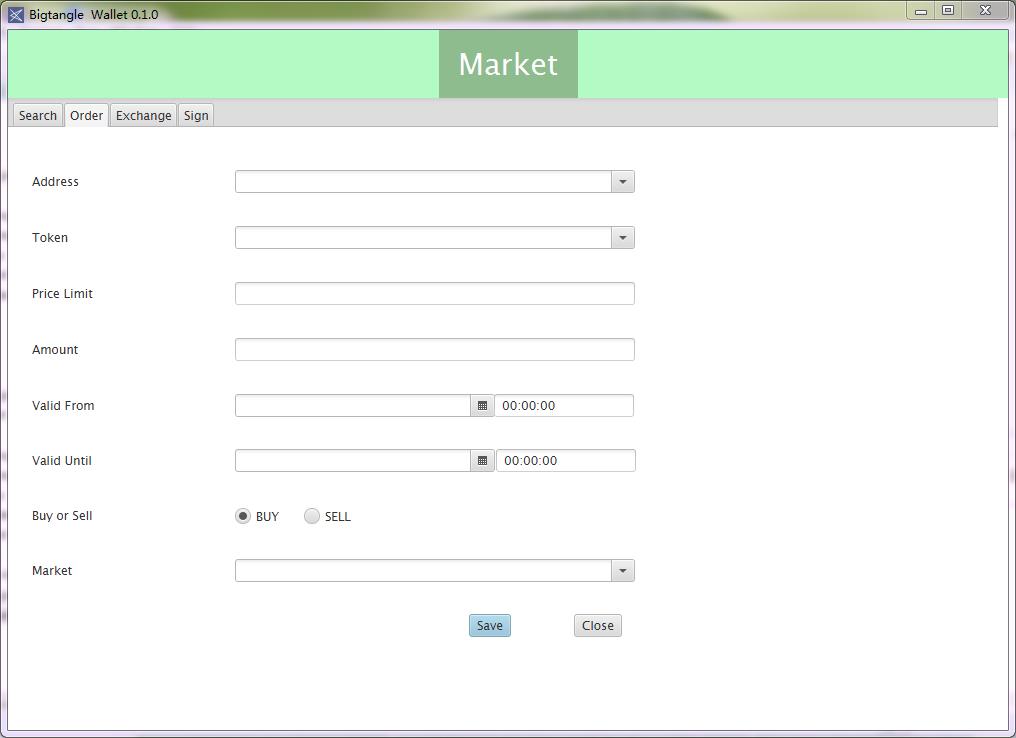 Bigtangle Wallet 0.1.0
Market
Search Order Exchange Sign
Address
Token
Price Limit
Amount
Valid From 00:00:00
Valid Until 00:00:00
Buy or Sell BUY SELL
Market
Save Close